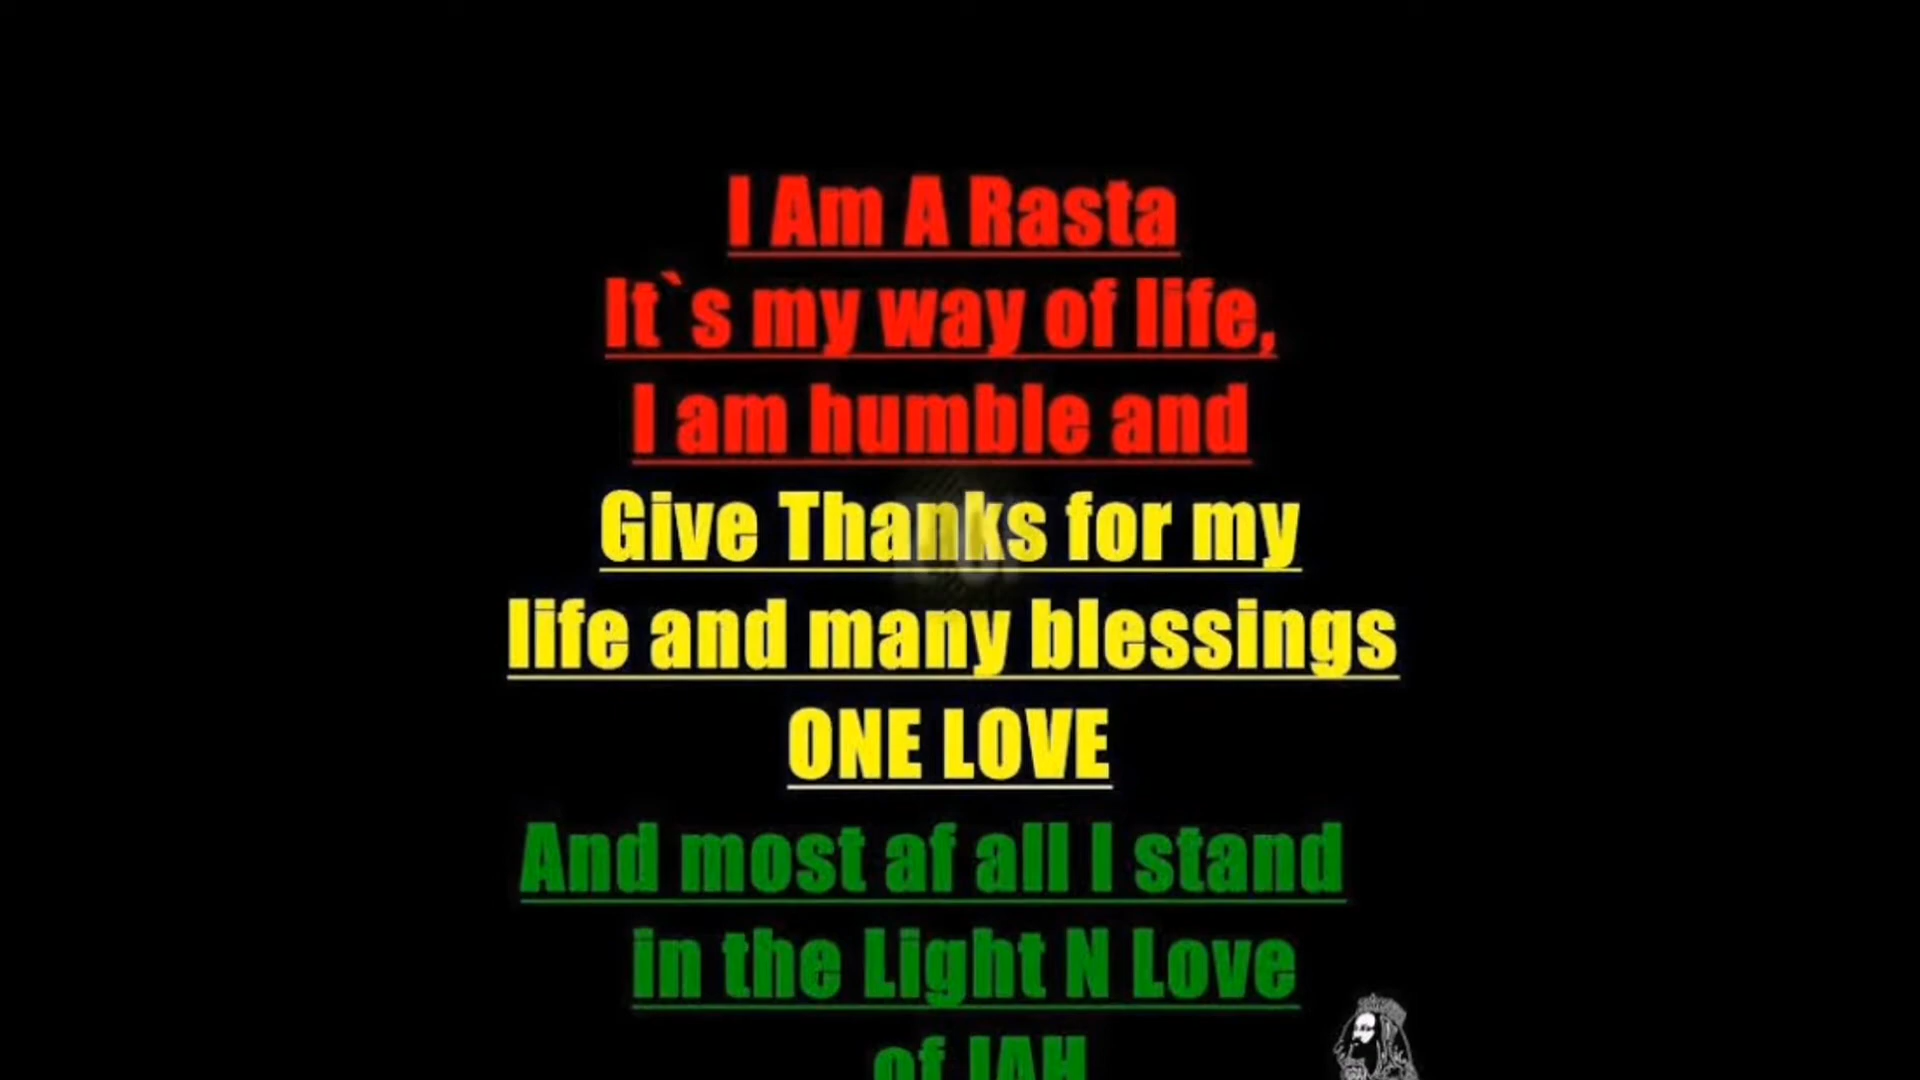 I Am A Rasta
It`s my way of life,
I am humble and
Give Thanks for my
life and many blessings
ONE LOVE
And most af all I stand
in the Light N Love
of JAH